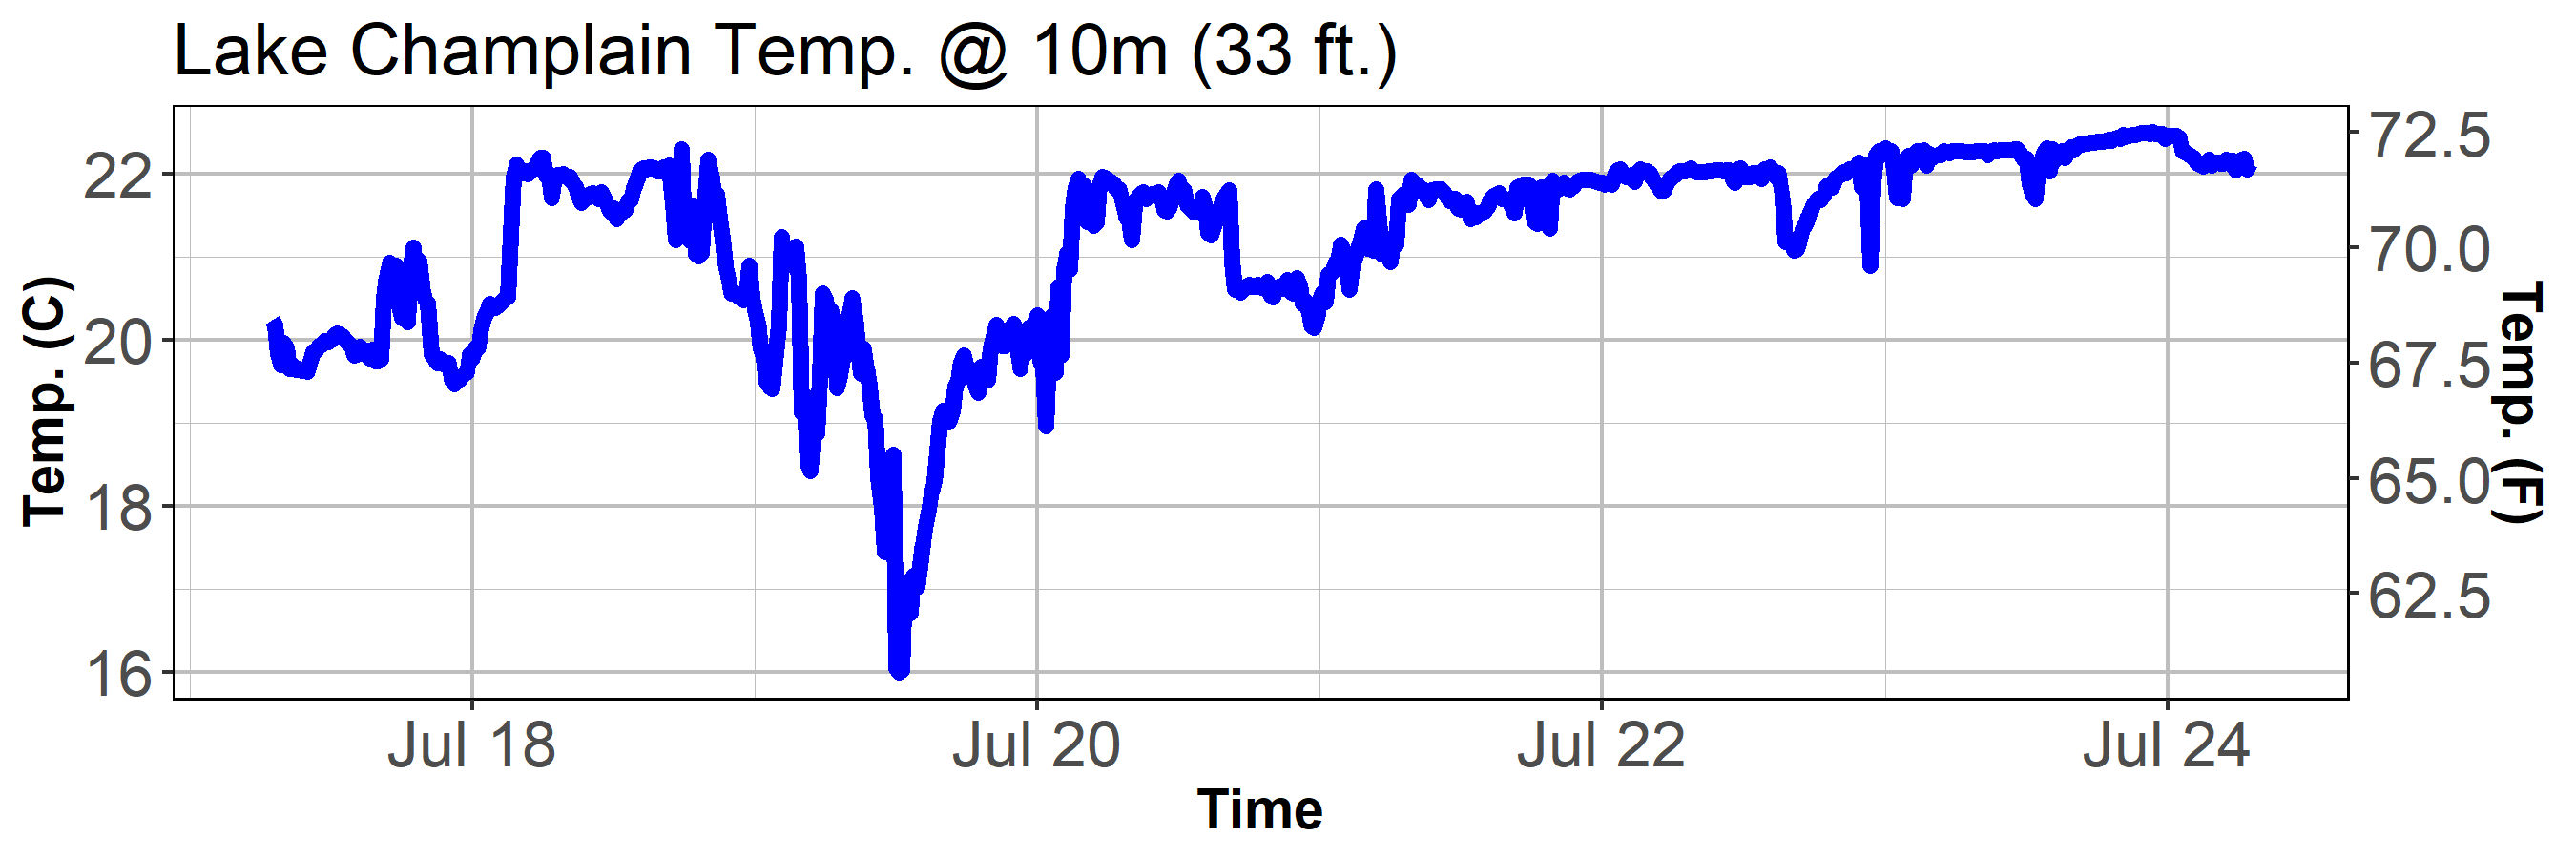 Lake Champlain Temp. @ 10m (33 ft.)
Temp. (C)
22
20
18
16
72.5
70.0
67.5
65.0
62.5
Temp. (F)
Jul 18
Jul 20
Jul 22
Jul 24
Time